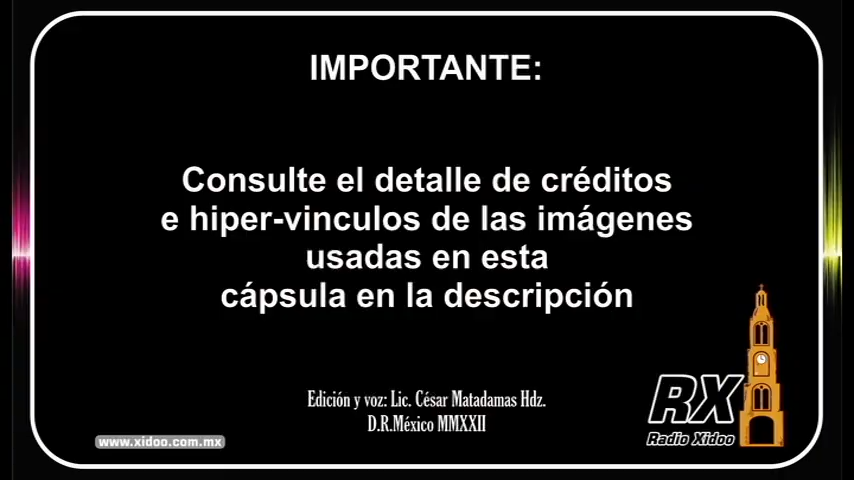 IMPORTANTE:
Consulte el detalle de créditos
e hiper-vinculos de las imágenes
usadas en esta
cápsula en la descripción
Edición y voz: Lic. César Matadamas Hdz.
D.R.México MMXXII
www.xidoo.com.mx
RX
Radio Xidoo